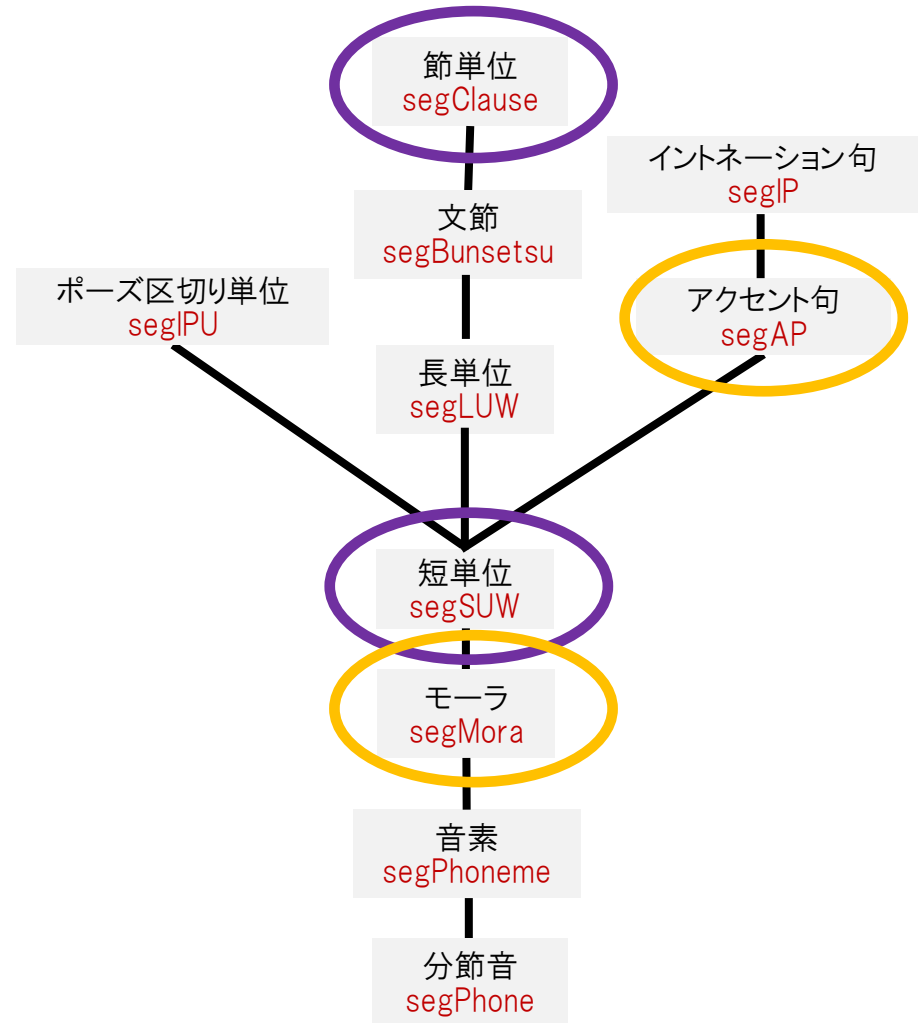 節単位
segClause
イントネーション句
segIP
文節
segBunsetsu
ポーズ区切り単位
segIPU
アクセント句
segAP
長単位
segLUW
短単位
segSUW
モーラ
segMora
音素
segPhoneme
分節音
segPhone